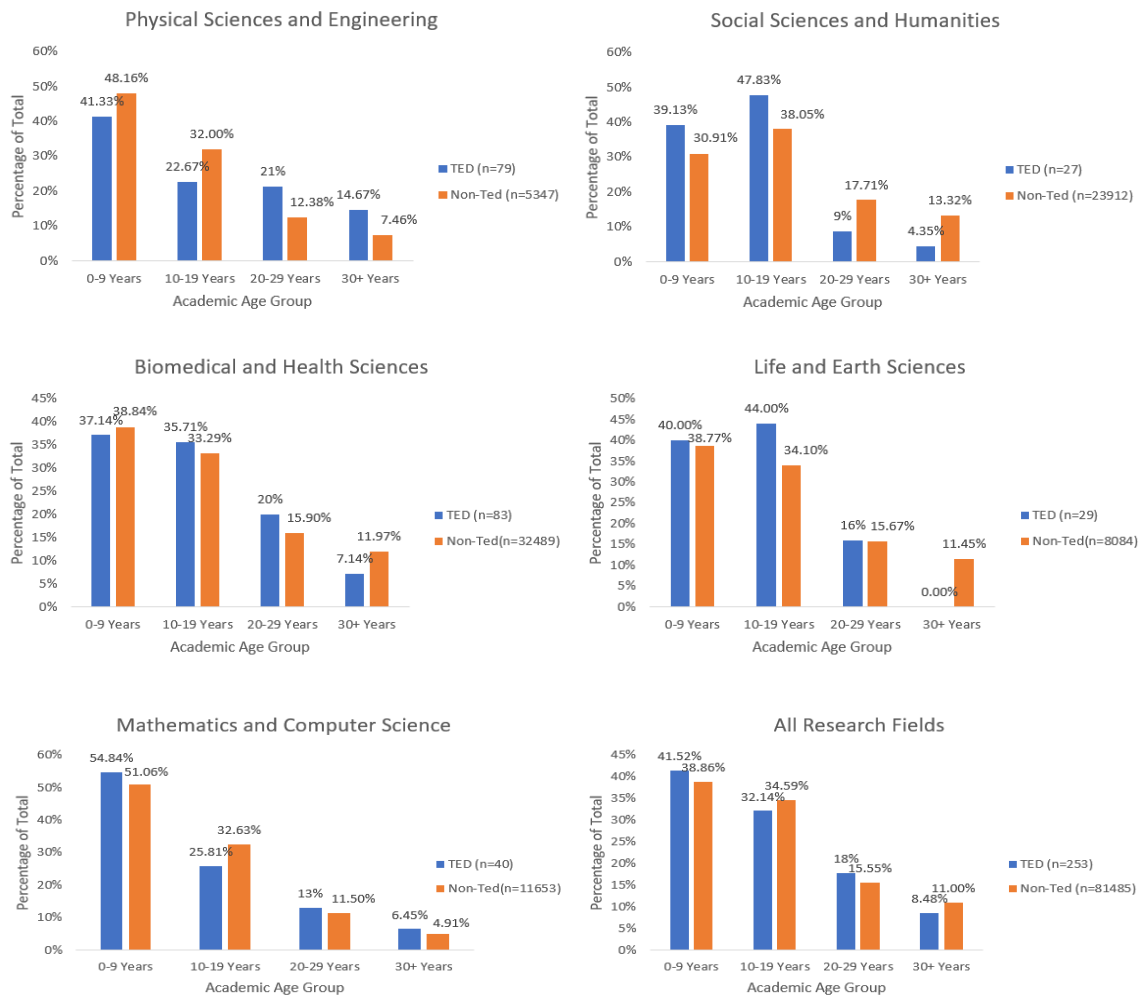 Physical Sciences and Engineering
60%
50%
40%
30%
20%
10%
0%
Percentage of Total
41.33%
48.16%
22.67%
32.00%
21%
12.38%
14.67%
7.46%
0-9 Years
10-19 Years
20-29 Years
30+ Years
Academic Age Group
TED (n=79)
Non-Ted (n=5347)
Social Sciences and Humanities
60%
50%
40%
30%
20%
10%
0%
Percentage of Total
39.13%
30.91%
47.83%
38.05%
9%
17.71%
4.35%
13.32%
0-9 Years
10-19 Years
20-29 Years
30+ Years
Academic Age Group
TED (n=27)
Non-Ted (n=23912)
Biomedical and Health Sciences
45%
40%
35%
30%
25%
20%
15%
10%
5%
0%
Percentage of Total
37.14%
38.84%
35.71%
33.29%
20%
15.90%
7.14%
11.97%
0-9 Years
10-19 Years
20-29 Years
30+ Years
Academic Age Group
TED (n=83)
Non-Ted(n=32489)
Life and Earth Sciences
50%
45%
40%
35%
30%
25%
20%
15%
10%
5%
0%
Percentage of Total
40.00%
38.77%
44.00%
34.10%
16%
15.67%
0.00%
11.45%
0-9 Years
10-19 Years
20-29 Years
30+ Years
Academic Age Group
TED (n=29)
Non-Ted(n=8084)
Mathematics and Computer Science
60%
50%
40%
30%
20%
10%
0%
Percentage of Total
54.84%
51.06%
25.81%
32.63%
13%
11.50%
6.45%
4.91%
0-9 Years
10-19 Years
20-29 Years
30+ Years
Academic Age Group
TED (n=40)
Non-Ted(n=11653)
All Research Fields
45%
40%
35%
30%
25%
20%
15%
10%
5%
0%
Percentage of Total
41.52%
38.86%
32.14%
34.59%
18%
15.55%
8.48%
11.00%
0-9 Years
10-19 Years
20-29 Years
30+ Years
Academic Age Group
TED (n=253)
Non-Ted (n=81485)